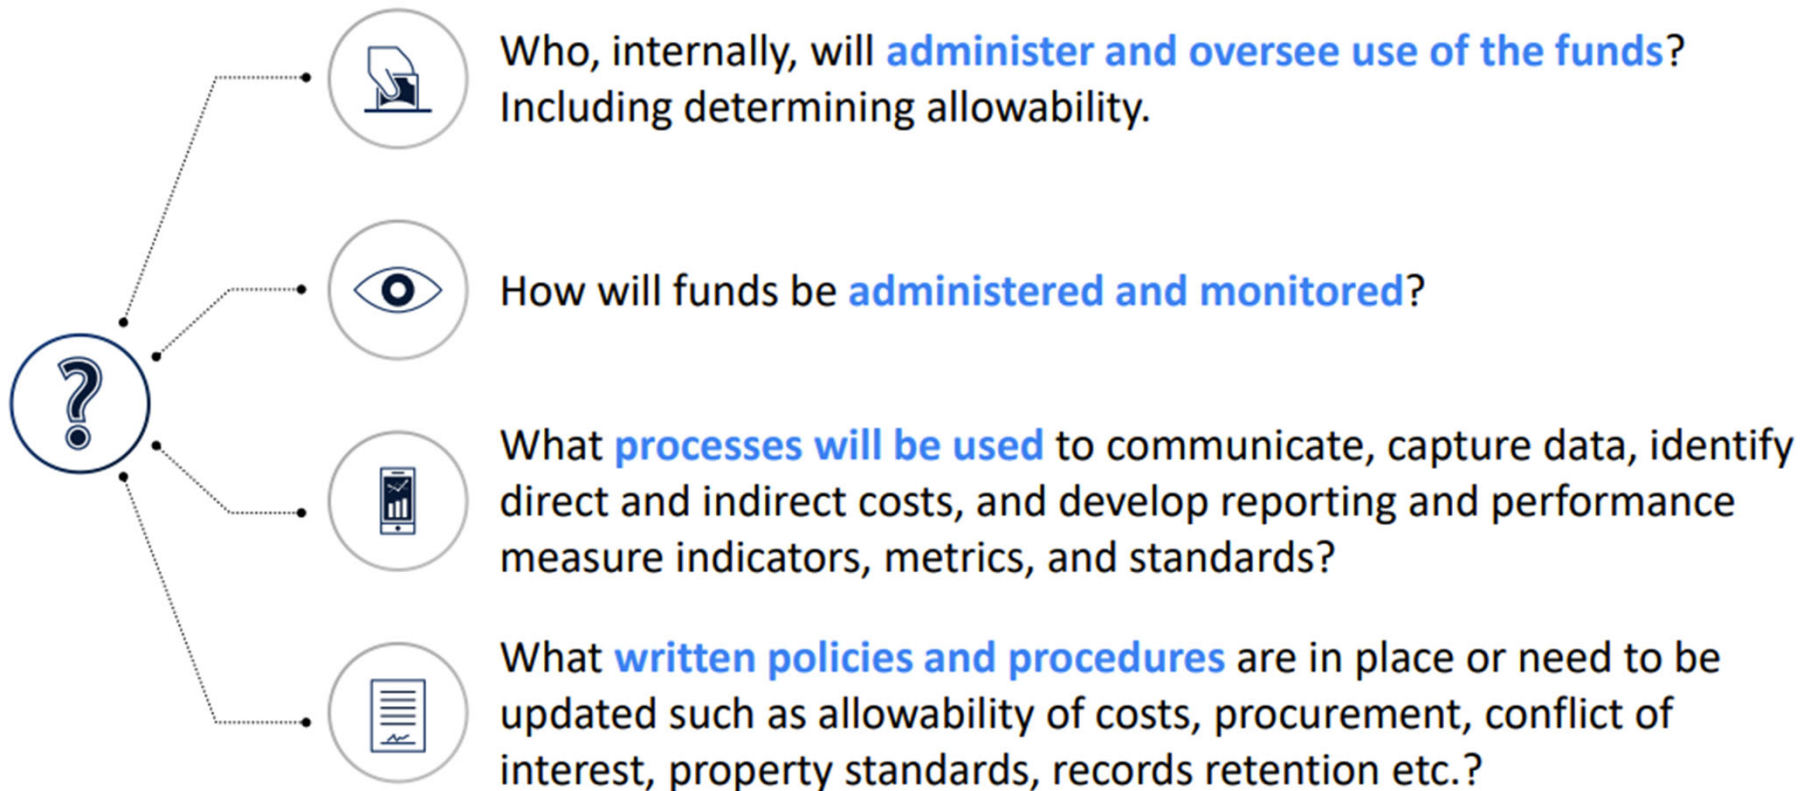 Who, internally, will administer and oversee use of the funds?
Including determining allowability.
How will funds be administered and monitored?
What processes will be used to communicate, capture data, identify
direct and indirect costs, and develop reporting and performance
measure indicators, metrics, and standards?
What written policies and procedures are in place or need to be
updated such as allowability of costs, procurement, conflict of
interest, property standards, records retention etc.?